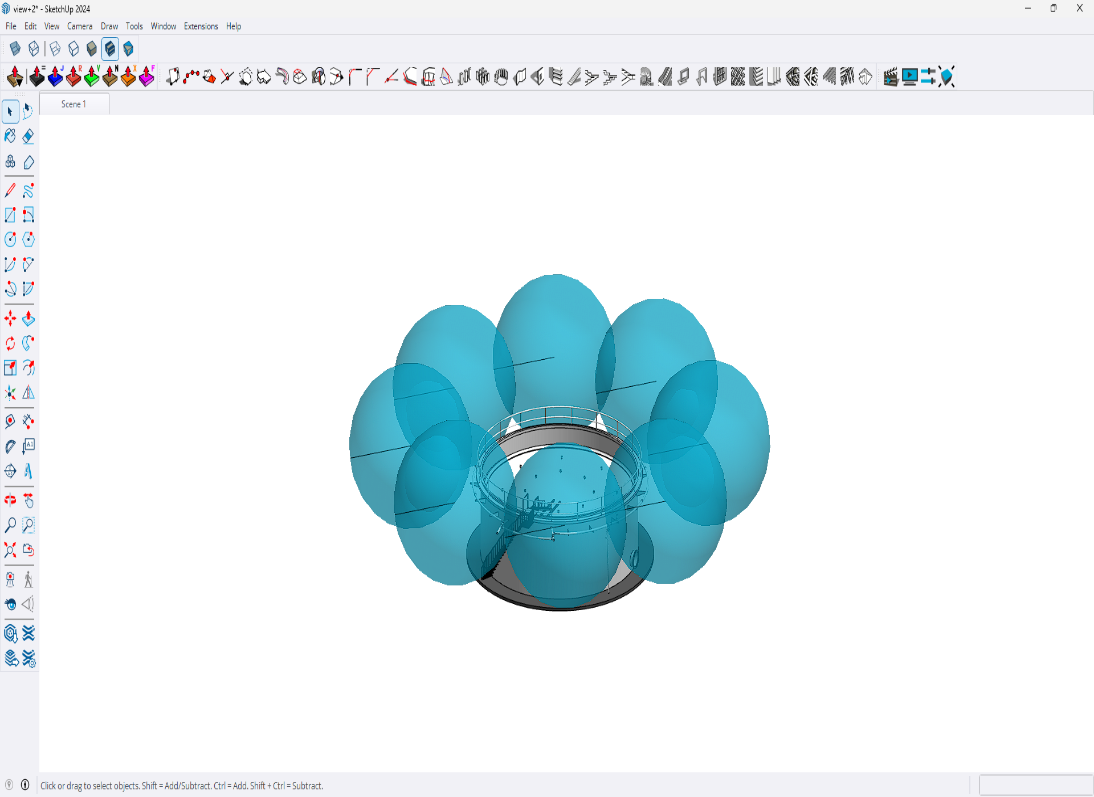 view+2* - SketchUp 2024
File Edit View Camera Draw Tools Window Extensions Help
= J R V N X F
Scene 1
A1
Click or drag to select objects. Shift = Add/Subtract. Ctrl = Add. Shift + Ctrl = Subtract.